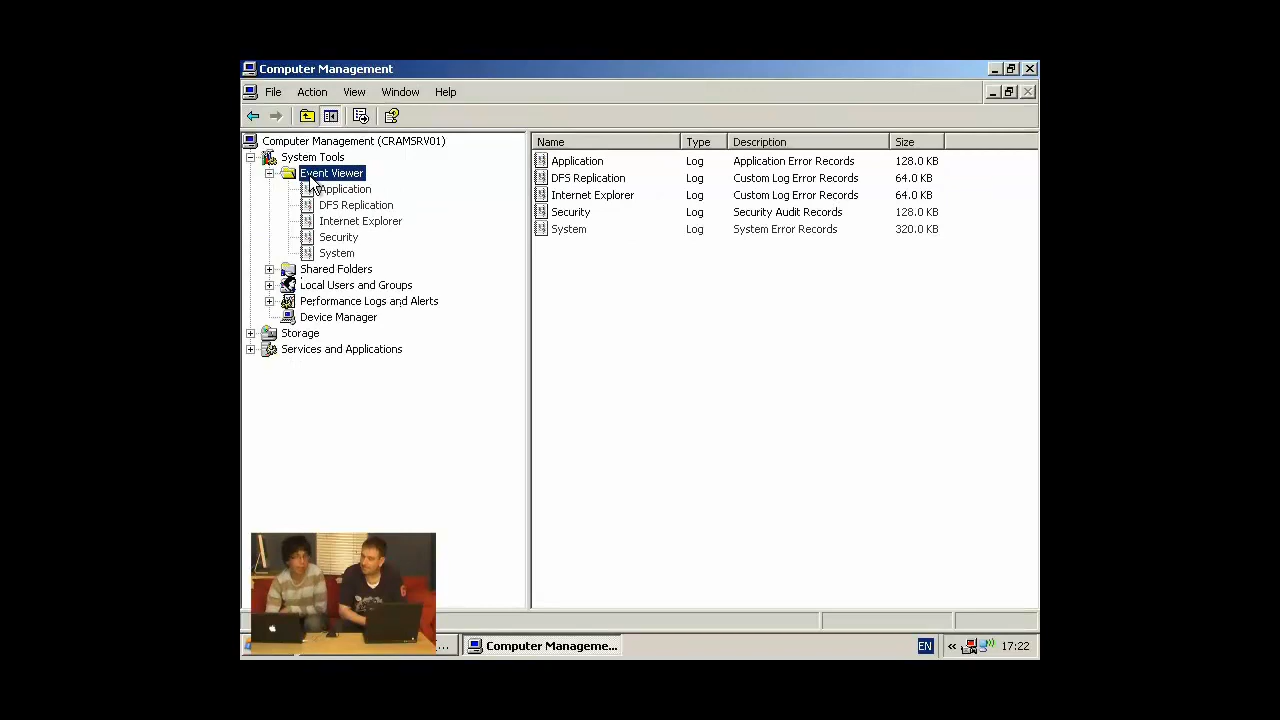 Computer Management
File Action View Window Help
Computer Management (CRAMSRV01)
System Tools
Event Viewer
Application
DFS Replication
Internet Explorer
Security
System
Shared Folders
Local Users and Groups
Performance Logs and Alerts
Device Manager
Storage
Services and Applications
Name Type Description Size
Application Log Application Error Records 128.0 KB
DFS Replication Log Custom Log Error Records 64.0 KB
Internet Explorer Log Custom Log Error Records 64.0 KB
Security Log Security Audit Records 128.0 KB
System Log System Error Records 320.0 KB
... Computer Manageme... EN « 17:22